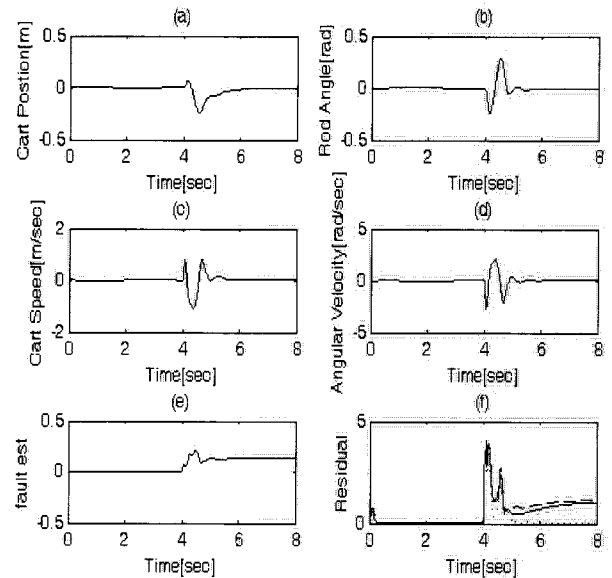 (a)
0.5
0
-0.5
Cart Postion[m]
0 2 4 6 8
Time[sec]
(b)
0.5
0
-0.5
Rod Angle[rad]
0 2 4 6 8
Time[sec]
(c)
2
0
-2
Cart Speed[m/sec]
0 2 4 6 8
Time[sec]
(d)
5
0
-5
Angular Velocity[rad/sec]
0 2 4 6 8
Time[sec]
(e)
0.5
0
-0.5
fault est
0 2 4 6 8
Time[sec]
(f)
5
0
Residual
0 2 4 6 8
Time[sec]